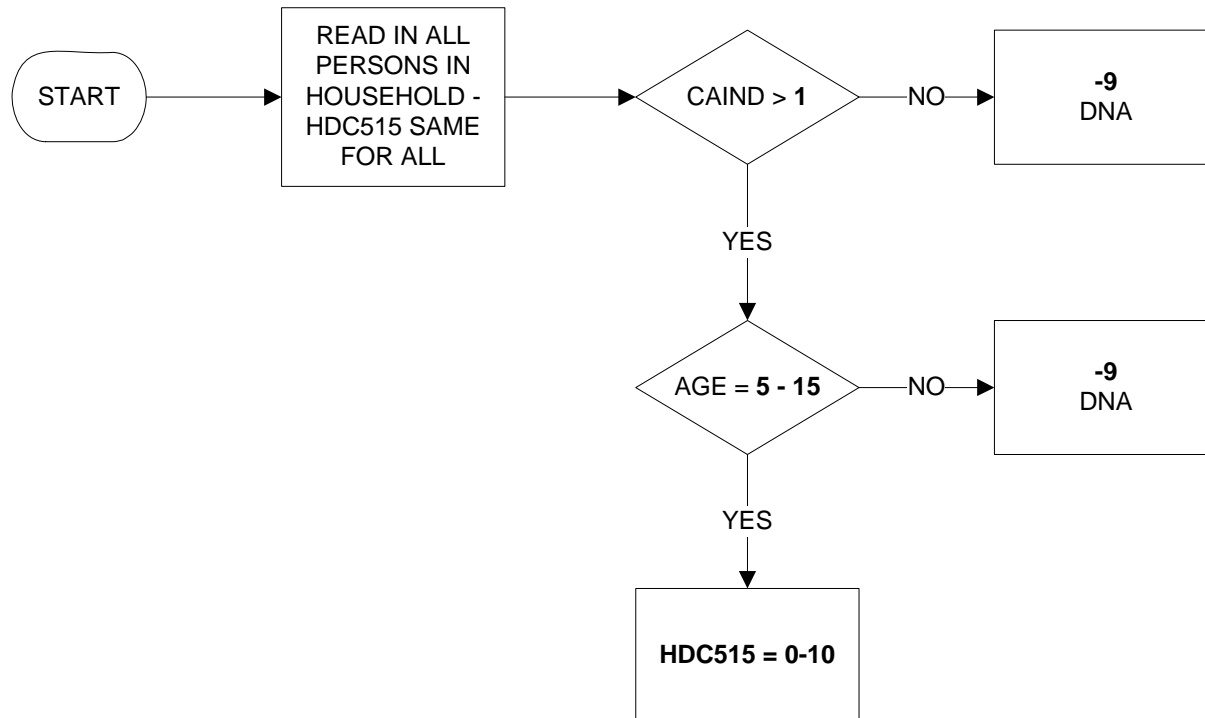 START
READ IN ALL
PERSONS IN
HOUSEHOLD -
HDC515 SAME
FOR ALL
CAIND > 1
NO
-9
DNA
YES
AGE = 5 - 15
NO
-9
DNA
YES
HDC515 = 0-10